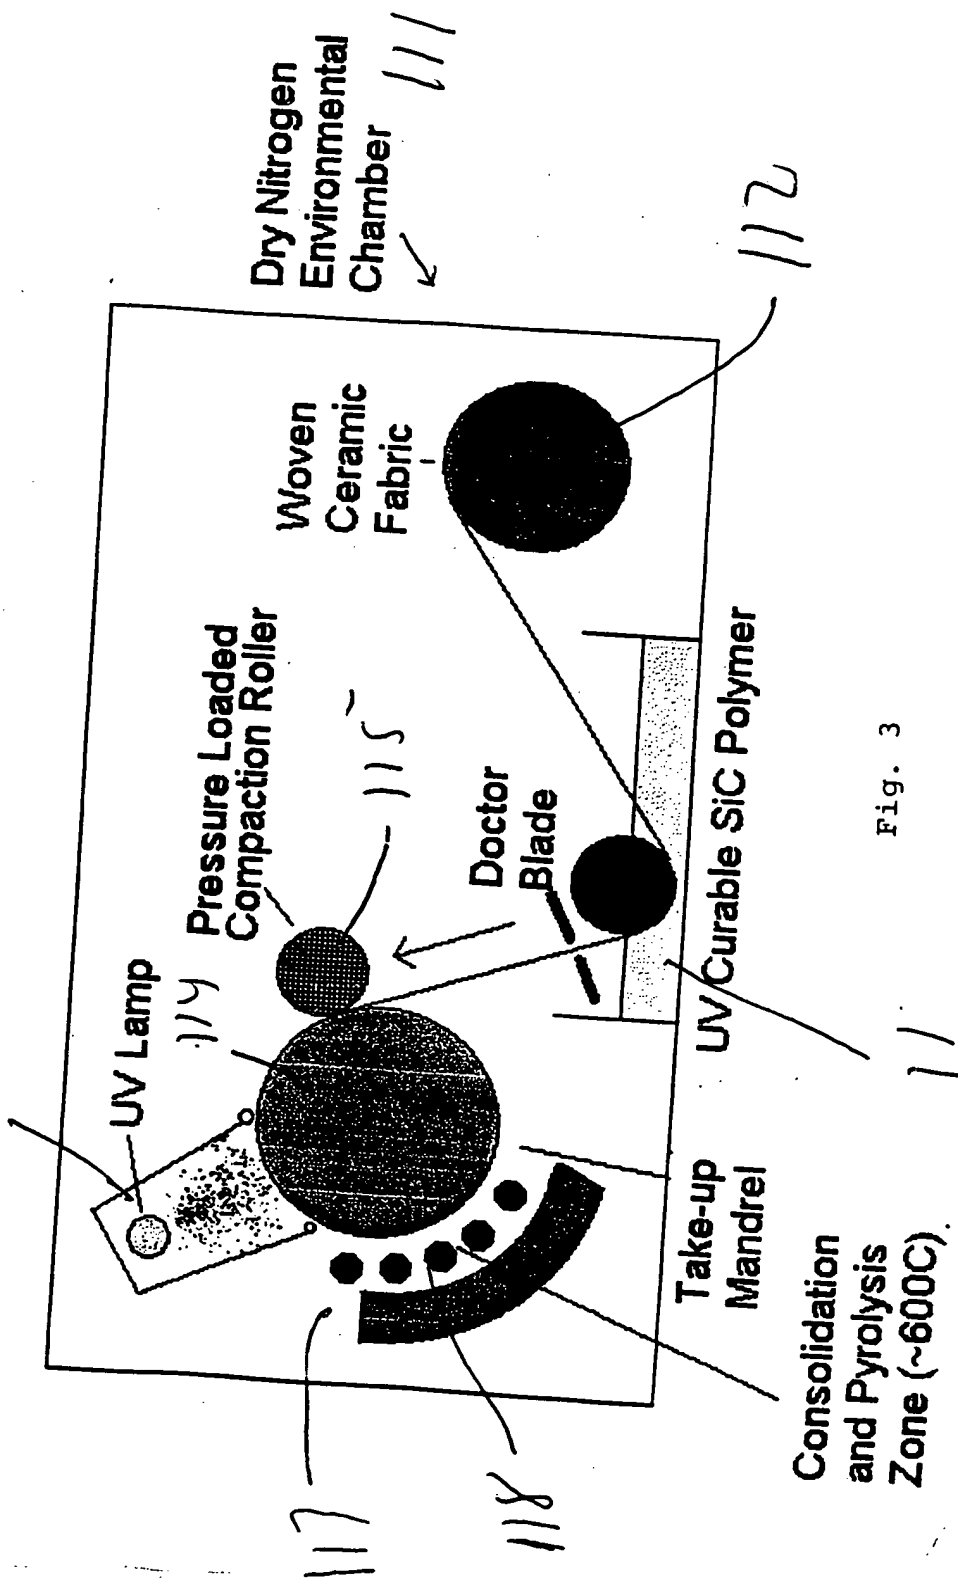 Dry Nitrogen
Environmental
Chamber
111
Woven
Ceramic
Fabric
112
Pressure Loaded
Compaction Roller
115
UV Lamp
114
Doctor
Blade
UV Curable SiC Polymer
11
Take-up
Mandrel
Consolidation
and Pyrolysis
Zone (~600C)
117
118
Fig. 3